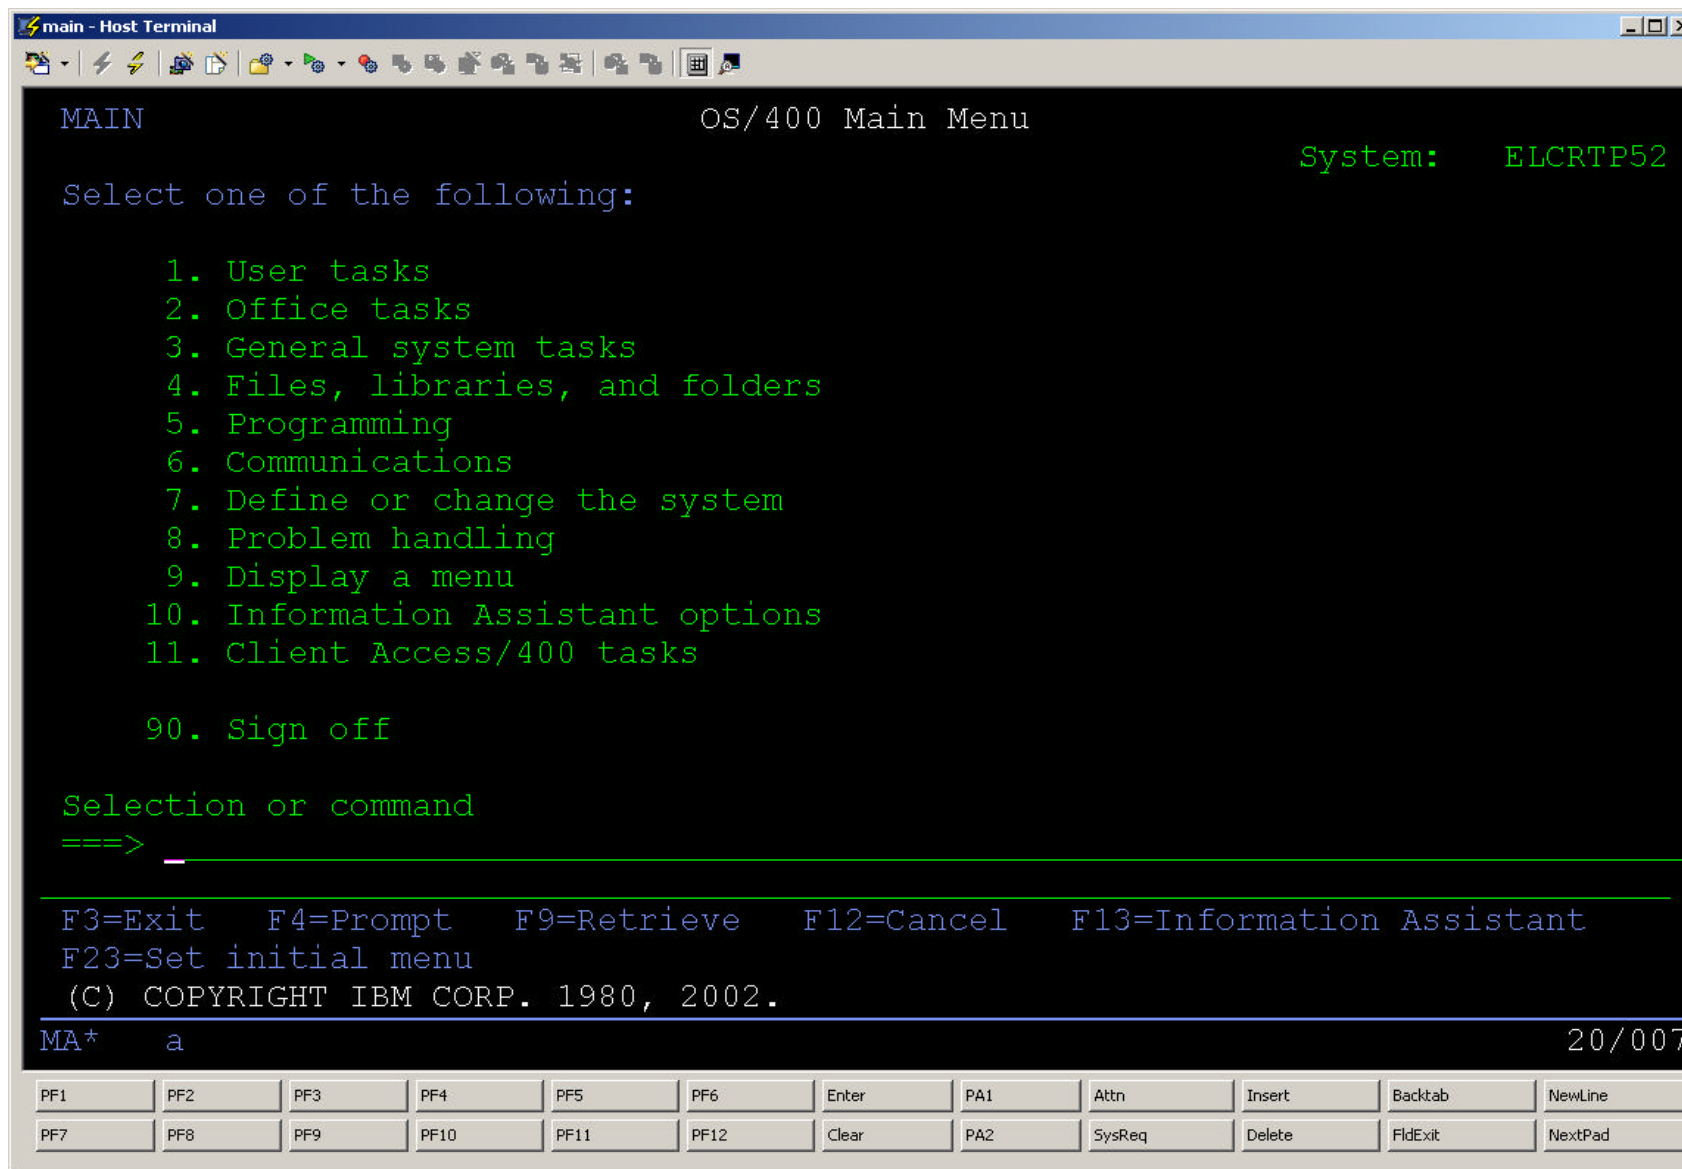 main - Host Terminal
MAIN OS/400 Main Menu
System: ELCRTP52
Select one of the following:
1. User tasks
2. Office tasks
3. General system tasks
4. Files, libraries, and folders
5. Programming
6. Communications
7. Define or change the system
8. Problem handling
9. Display a menu
10. Information Assistant options
11. Client Access/400 tasks
90. Sign off
Selection or command
===>
F3=Exit F4=Prompt F9=Retrieve F12=Cancel F13=Information Assistant
F23=Set initial menu
(C) COPYRIGHT IBM CORP. 1980, 2002.
MA* a 20/007
PF1 PF2 PF3 PF4 PF5 PF6 Enter PA1 Attn Insert Backtab NewLine
PF7 PF8 PF9 PF10 PF11 PF12 Clear PA2 SysReq Delete FldExit NextPad